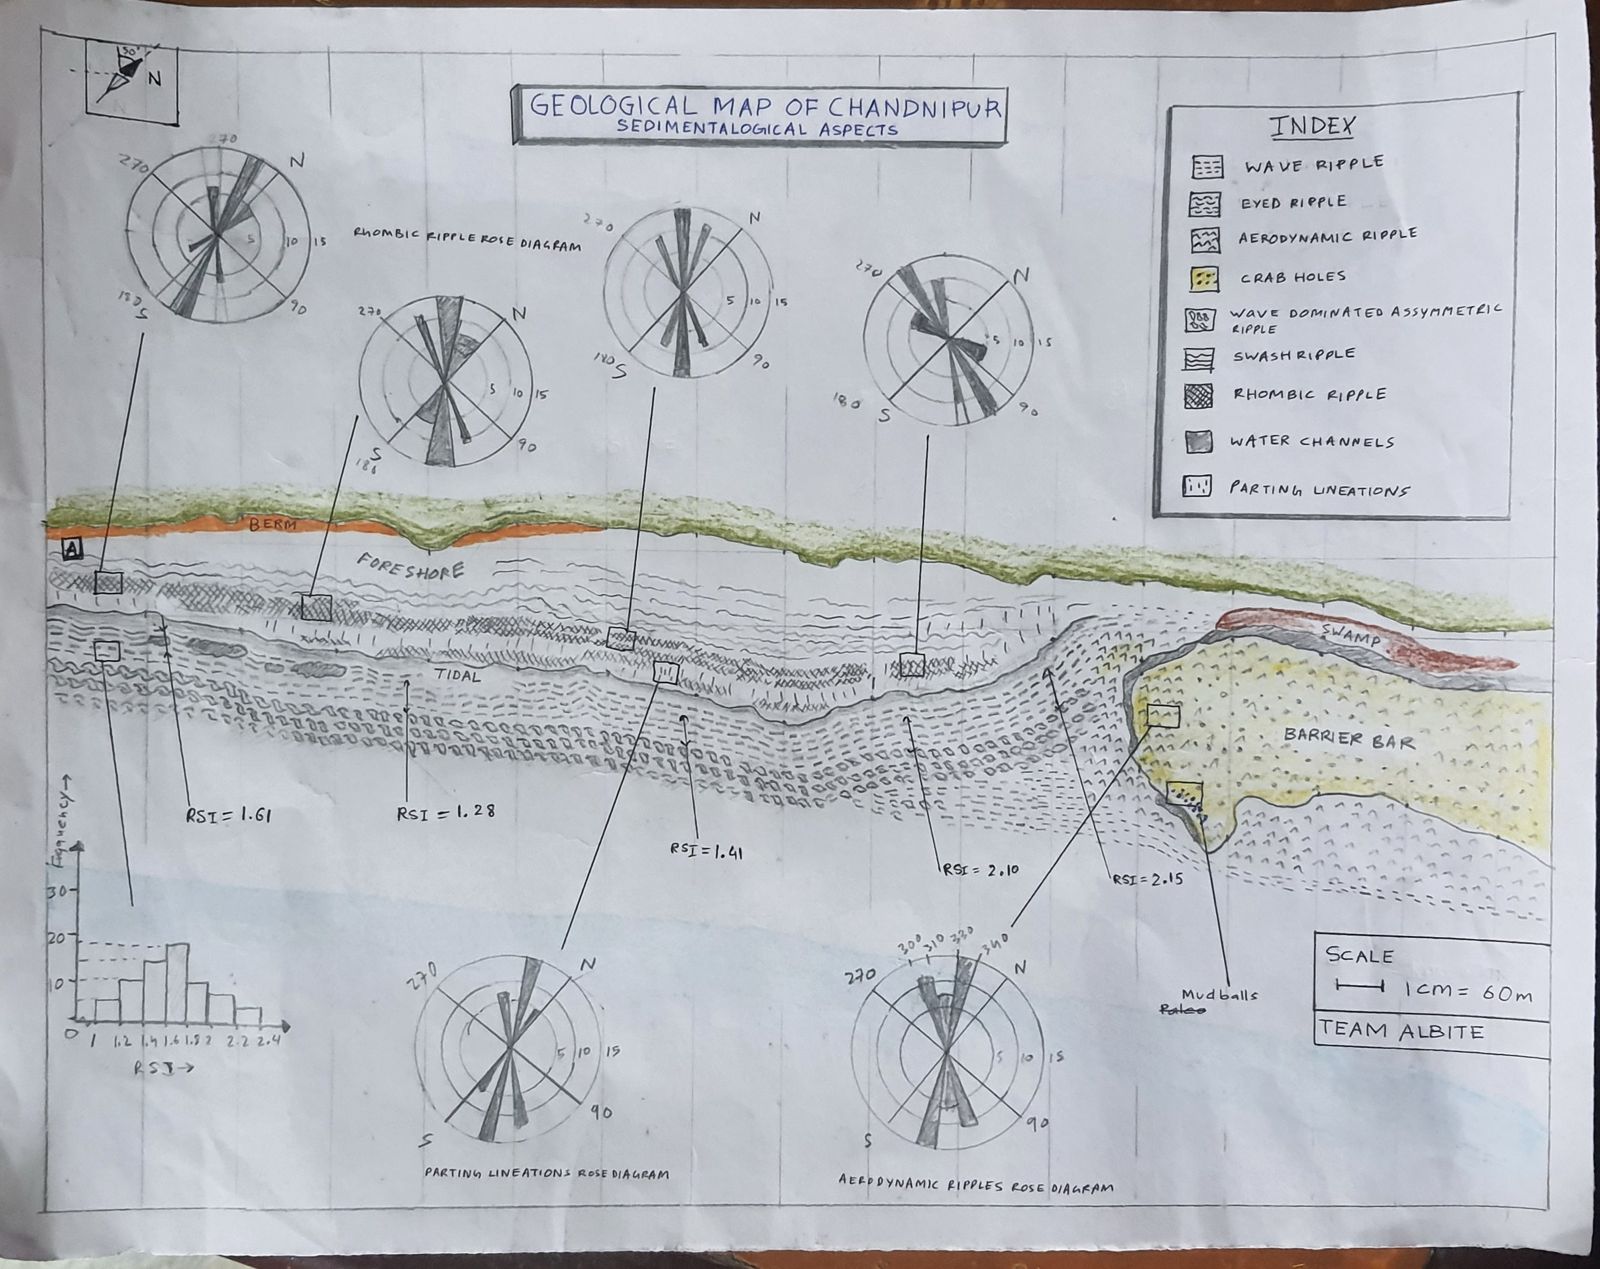 50°
N
GEOLOGICAL MAP OF CHANDNIPUR
SEDIMENTALOGICAL ASPECTS
INDEX
WAVE RIPPLE
EYED RIPPLE
AERODYNAMIC RIPPLE
CRAB HOLES
WAVE DOMINATED ASSYMETRIC
RIPPLE
SWASH RIPPLE
RHOMBIC RIPPLE
WATER CHANNELS
PARTING LINEATIONS
270
270 N
5 10 15
180 S 90
RHOMBIC RIPPLE ROSE DIAGRAM
270 N
5 10 15
S 90
180
270 N
5 10 15
180 S 90
270 N
5 10 15
180 S 90
BERM
A
FORESHORE
SWAMP
TIDAL
BARRIER BAR
RSI = 1.61
RSI = 1.28
RSI = 1.41
RSI = 2.10
RSI = 2.15
Frequency→
30
20
10
0 1 1.2 1.4 1.6 1.8 2 2.2 2.4
RSI→
270 N
5 10 15
S 90
PARTING LINEATIONS ROSE DIAGRAM
300 310 330 340
270 N
5 10 15
S 90
AERODYNAMIC RIPPLES ROSE DIAGRAM
Mudballs
Paleo
SCALE
1cm = 60m
TEAM ALBITE